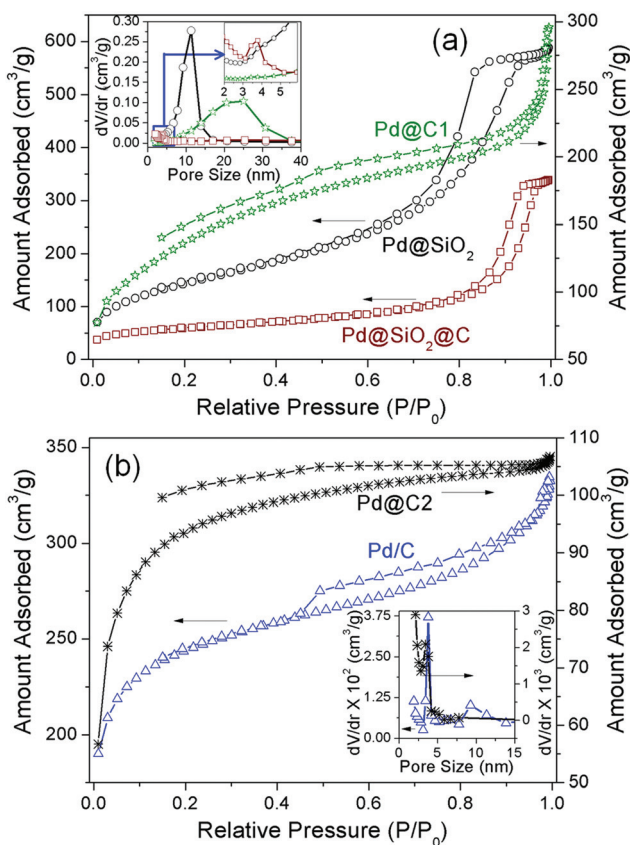 (a)
Amount Adsorbed (cm³/g)
600
500
400
300
200
100
0
300
250
200
150
100
50
Amount Adsorbed (cm³/g)
0.0 0.2 0.4 0.6 0.8 1.0
Relative Pressure (P/P₀)
dV/dr (cm³/g)
0.30
0.25
0.20
0.15
0.10
0.05
0.00
0 10 20 30 40
Pore Size (nm)
2 3 4 5
Pd@C1
Pd@SiO₂
Pd@SiO₂@C
(b)
Amount Adsorbed (cm³/g)
350
300
250
200
110
100
90
80
70
60
50
Amount Adsorbed (cm³/g)
0.0 0.2 0.4 0.6 0.8 1.0
Relative Pressure (P/P₀)
Pd@C2
Pd/C
dV/dr X 10² (cm³/g)
3.75
2.50
1.25
0.00
3
2
1
0
dV/dr X 10³ (cm³/g)
0 5 10 15
Pore Size (nm)